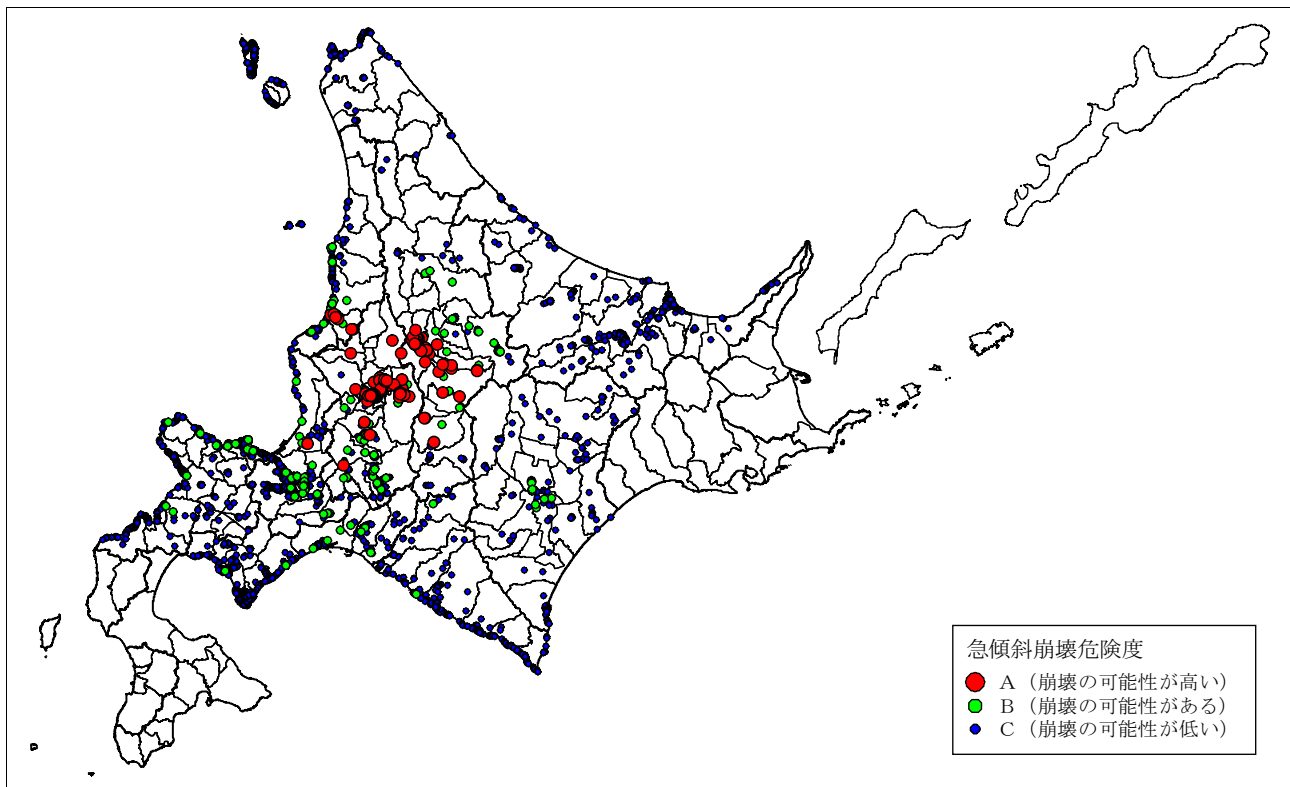 急傾斜崩壊危険度
A（崩壊の可能性が高い）
B（崩壊の可能性がある）
C（崩壊の可能性が低い）